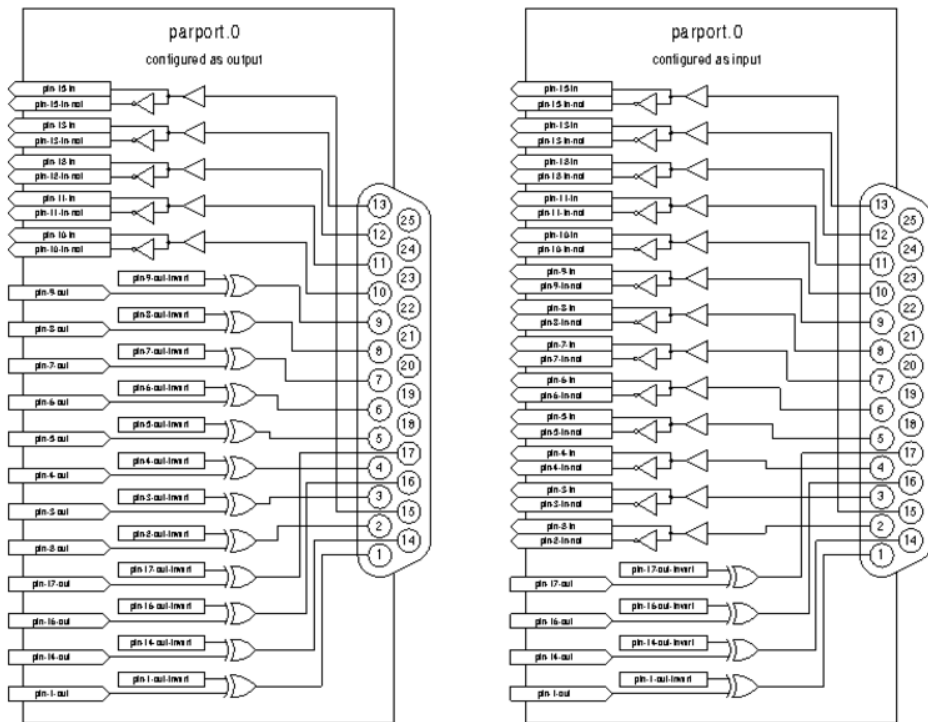 parport.0
configured as output
pin-15-in
pin-15-in-not
pin-13-in
pin-13-in-not
pin-12-in
pin-12-in-not
pin-11-in
pin-11-in-not
pin-10-in
pin-10-in-not
pin-9-out-invert
pin-9-out
pin-8-out-invert
pin-8-out
pin-7-out-invert
pin-7-out
pin-6-out-invert
pin-6-out
pin-5-out-invert
pin-5-out
pin-4-out-invert
pin-4-out
pin-3-out-invert
pin-3-out
pin-2-out-invert
pin-2-out
pin-17-out-invert
pin-17-out
pin-16-out-invert
pin-16-out
pin-14-out-invert
pin-14-out
pin-1-out-invert
pin-1-out
13
25
12
24
11
23
10
22
9
21
8
20
7
19
6
18
5
17
4
16
3
15
2
14
1
parport.0
configured as input
pin-15-in
pin-15-in-not
pin-13-in
pin-13-in-not
pin-12-in
pin-12-in-not
pin-11-in
pin-11-in-not
pin-10-in
pin-10-in-not
pin-9-in
pin-9-in-not
pin-8-in
pin-8-in-not
pin-7-in
pin-7-in-not
pin-6-in
pin-6-in-not
pin-5-in
pin-5-in-not
pin-4-in
pin-4-in-not
pin-3-in
pin-3-in-not
pin-2-in
pin-2-in-not
pin-17-out-invert
pin-17-out
pin-16-out-invert
pin-16-out
pin-14-out-invert
pin-14-out
pin-1-out-invert
pin-1-out
13
25
12
24
11
23
10
22
9
21
8
20
7
19
6
18
5
17
4
16
3
15
2
14
1